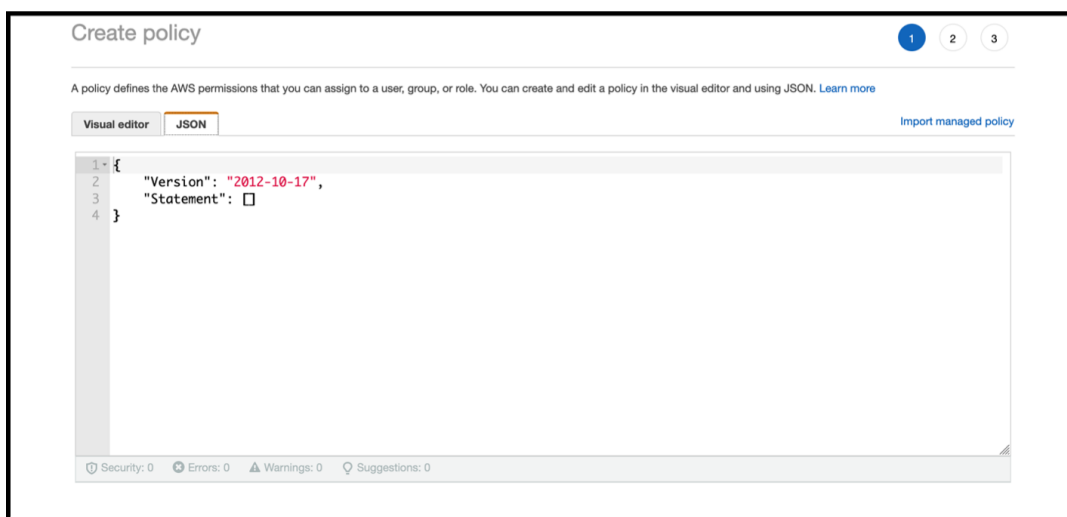 Create policy
1 2 3
A policy defines the AWS permissions that you can assign to a user, group, or role. You can create and edit a policy in the visual editor and using JSON. Learn more
Visual editor JSON Import managed policy
1 {
2 "Version": "2012-10-17",
3 "Statement": []
4 }
Security: 0 Errors: 0 Warnings: 0 Suggestions: 0